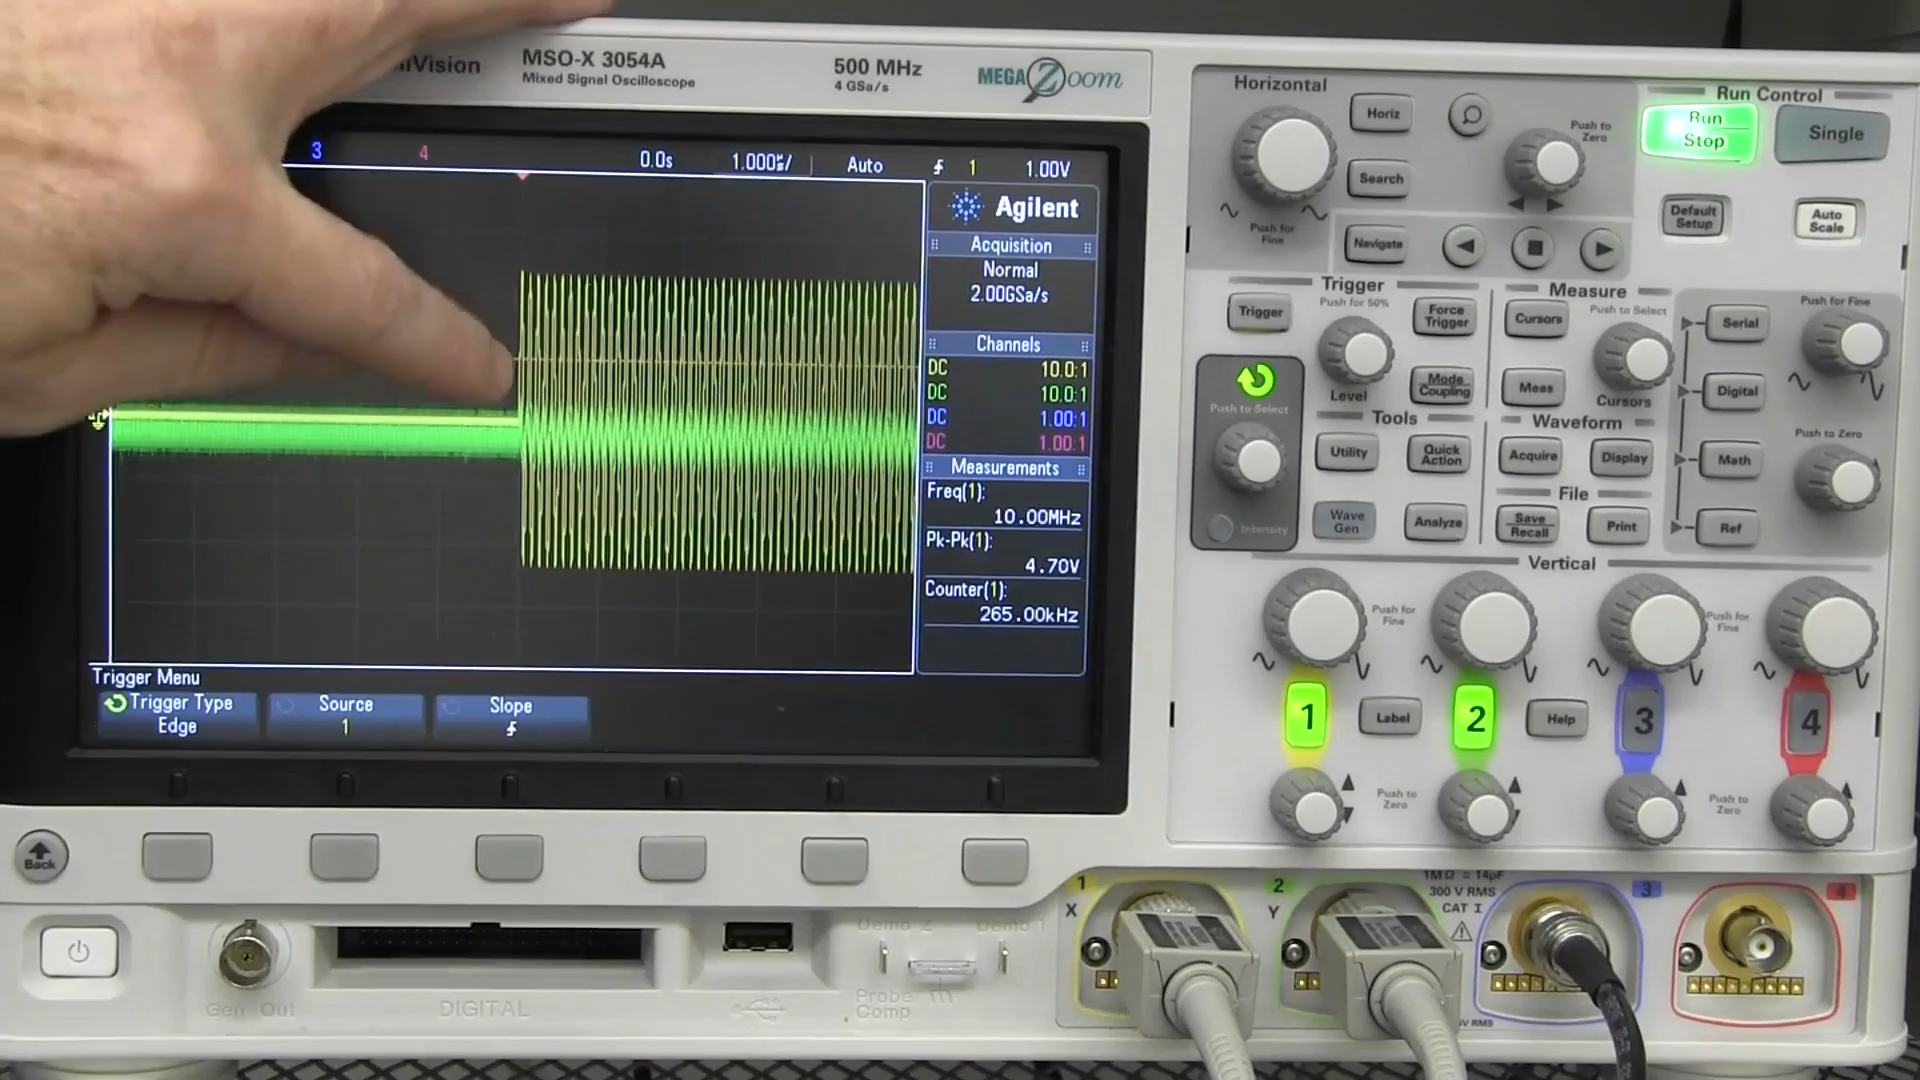 MSO-X 3054A
Mixed Signal Oscilloscope
500 MHz
4 GSa/s
MEGA Zoom
3
4
0.0s
Auto
1
1.00V
Agilent
Acquisition
Normal
2.00GSa/s
Channels
DC 10.0:1
DC 10.0:1
DC 1.00:1
DC 1.00:1
Measurements
Freq(1):
10.00MHz
Pk-Pk(1):
4.70V
Counter(1):
265.00kHz
Trigger Menu
Trigger Type
Edge
Source
1
Slope
Back
Gen Out
DIGITAL
Demo 2
Probe
Comp
Horizontal
Horiz
Search
Navigate
Push for
Fine
Push to
Zero
Run Control
Run
Stop
Single
Default
Setup
Auto
Scale
Trigger
Push for 50%
Trigger
Force
Trigger
Mode
Coupling
Level
Measure
Push to Select
Cursors
Meas
Cursors
Push to Select
Intensity
Tools
Utility
Quick
Action
Wave
Gen
Analyze
Waveform
Acquire
Display
File
Save
Recall
Print
Push for Fine
Serial
Digital
Push to Zero
Math
Ref
Vertical
Push for
Fine
Push for
Fine
1
Label
2
Help
3
4
Push to
Zero
Push to
Zero
1
X
2
Y
1MΩ ≃ 14pF
300 V RMS
CAT I
3
4